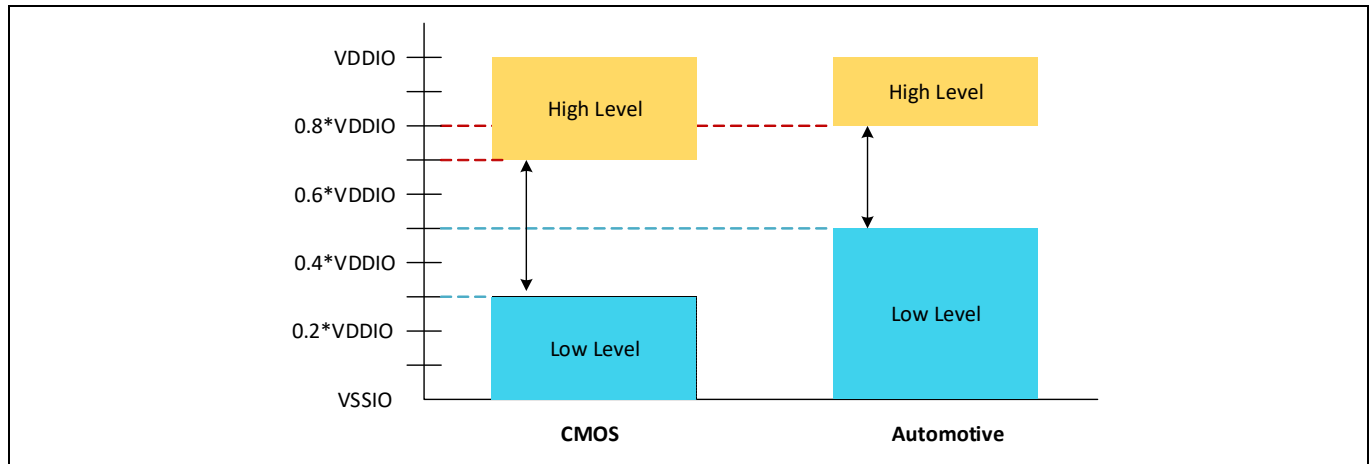 VDDIO
High Level
High Level
0.8*VDDIO
0.6*VDDIO
0.4*VDDIO
Low Level
0.2*VDDIO
Low Level
VSSIO
CMOS
Automotive